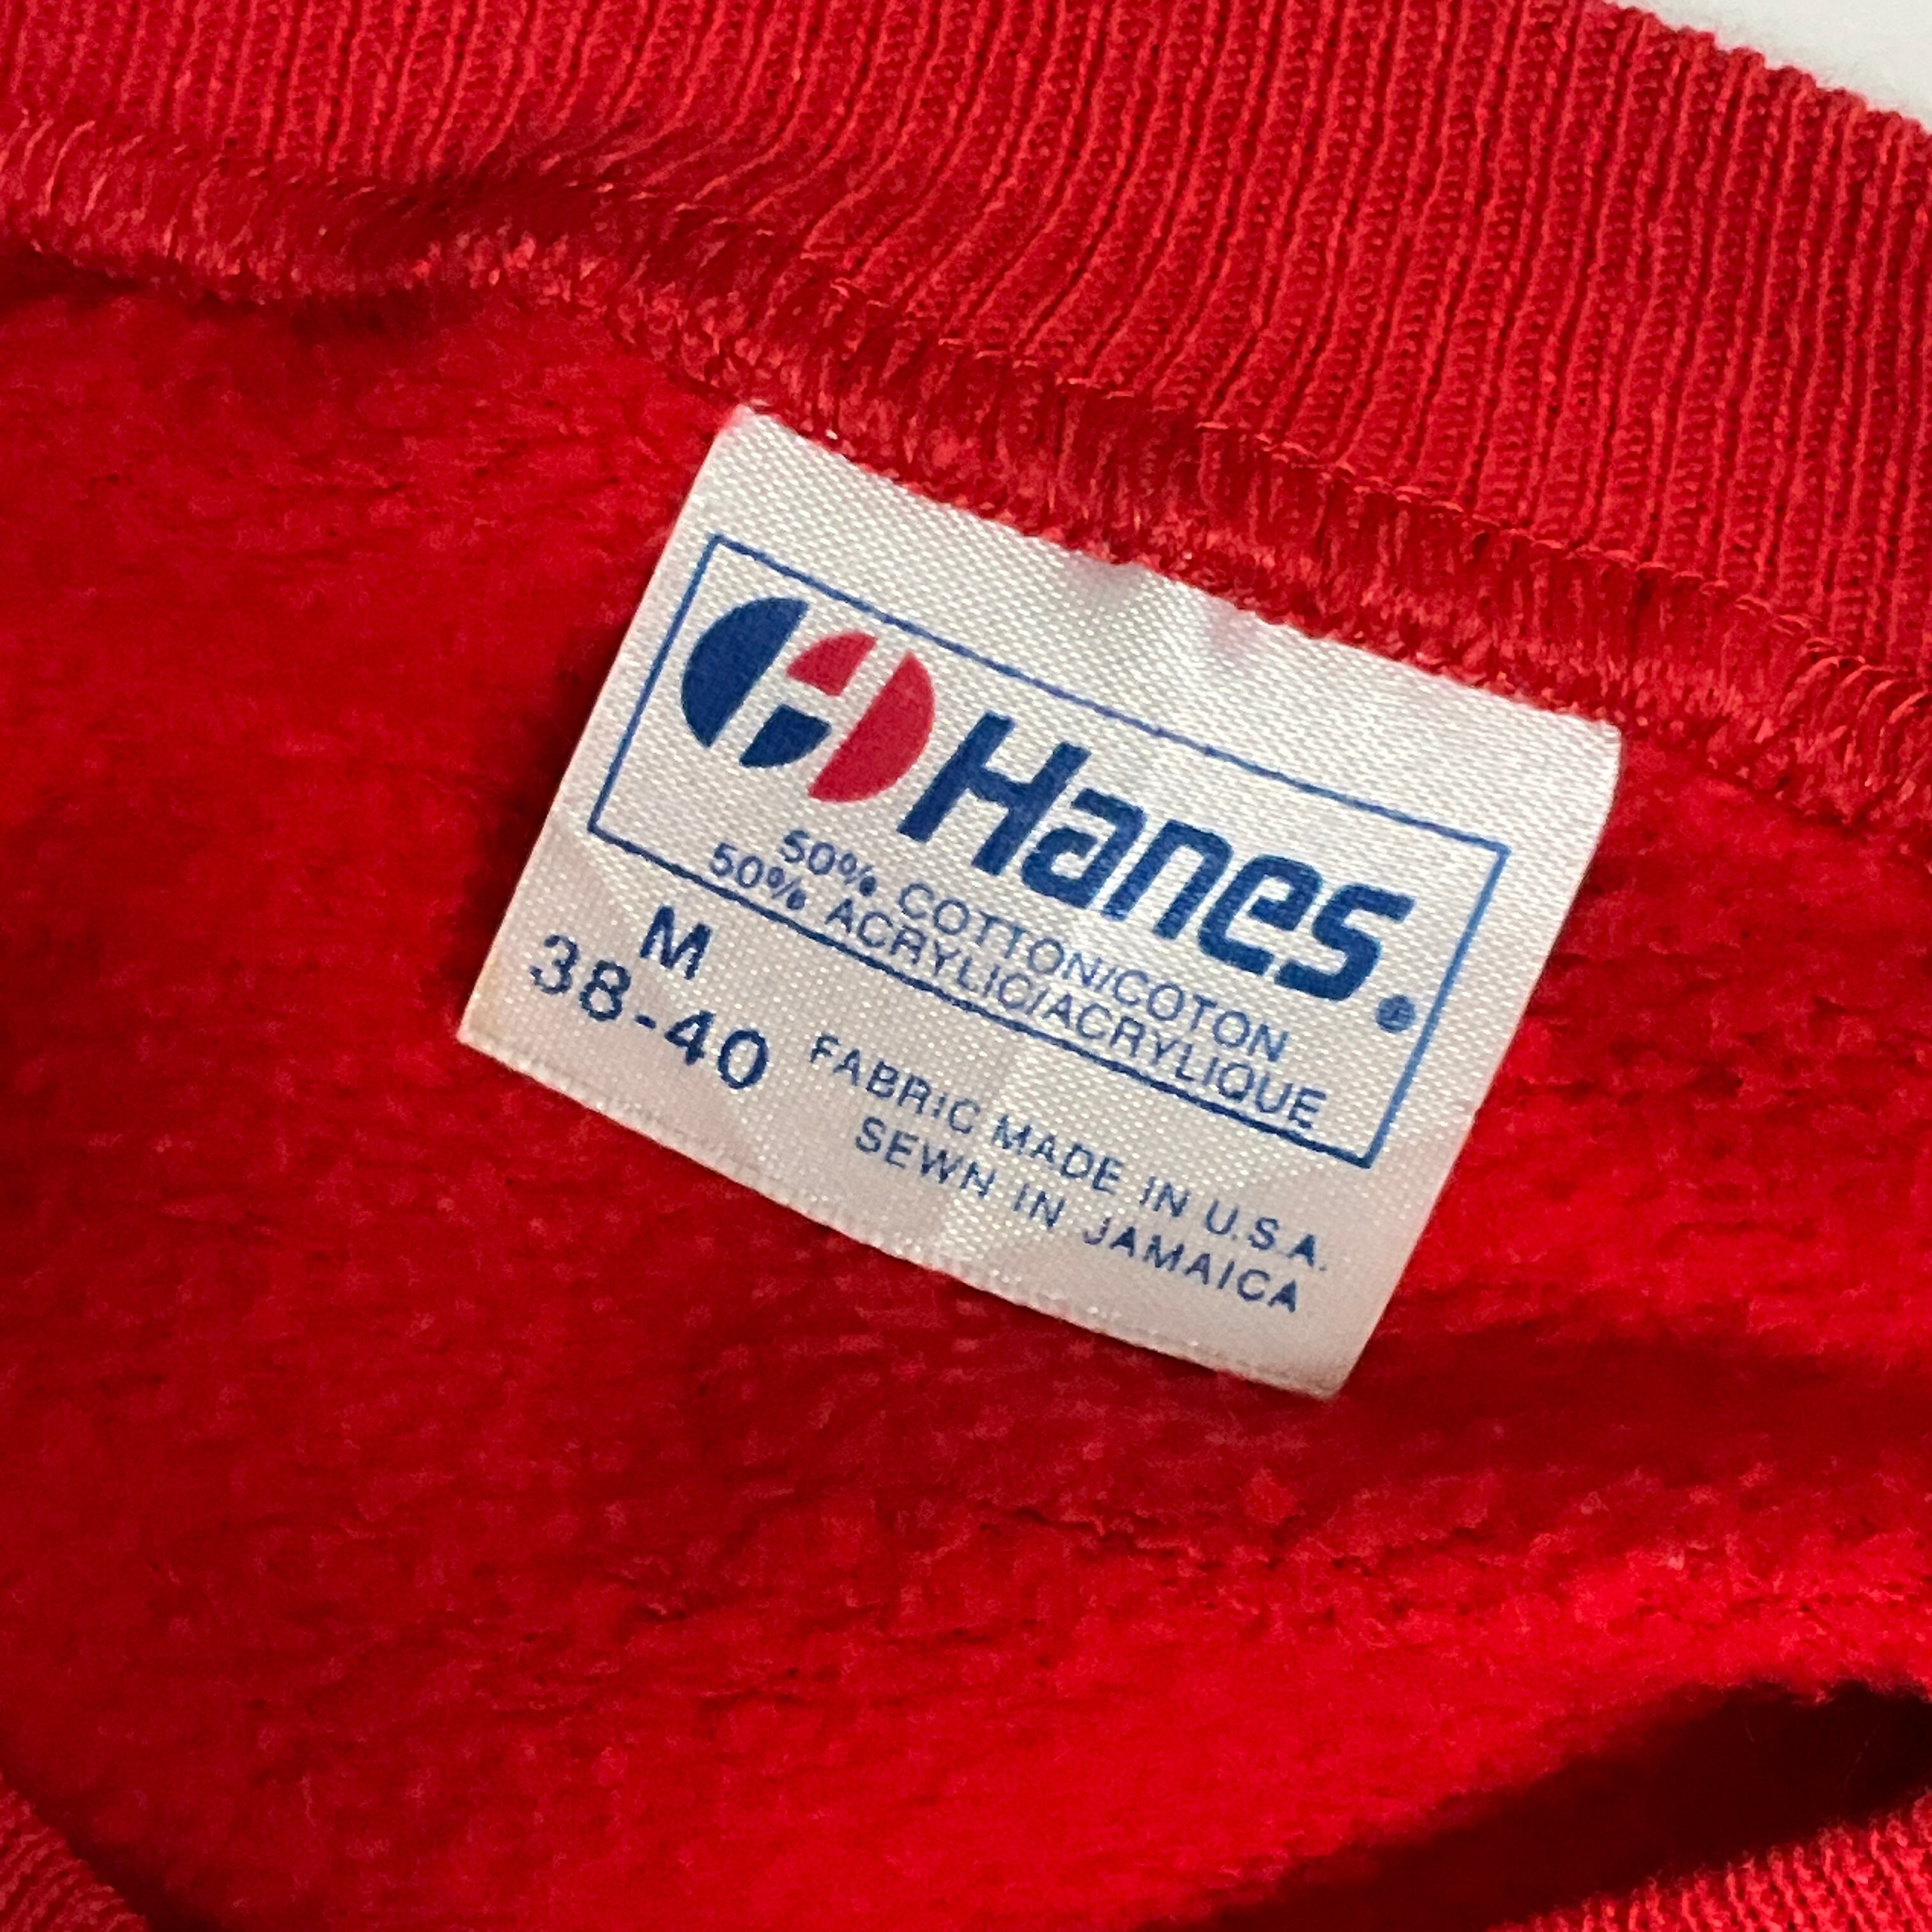 Hanes®
50% COTTON/COTON
50% ACRYLIC/ACRYLIQUE
M
38-40
FABRIC MADE IN U.S.A.
SEWN IN JAMAICA